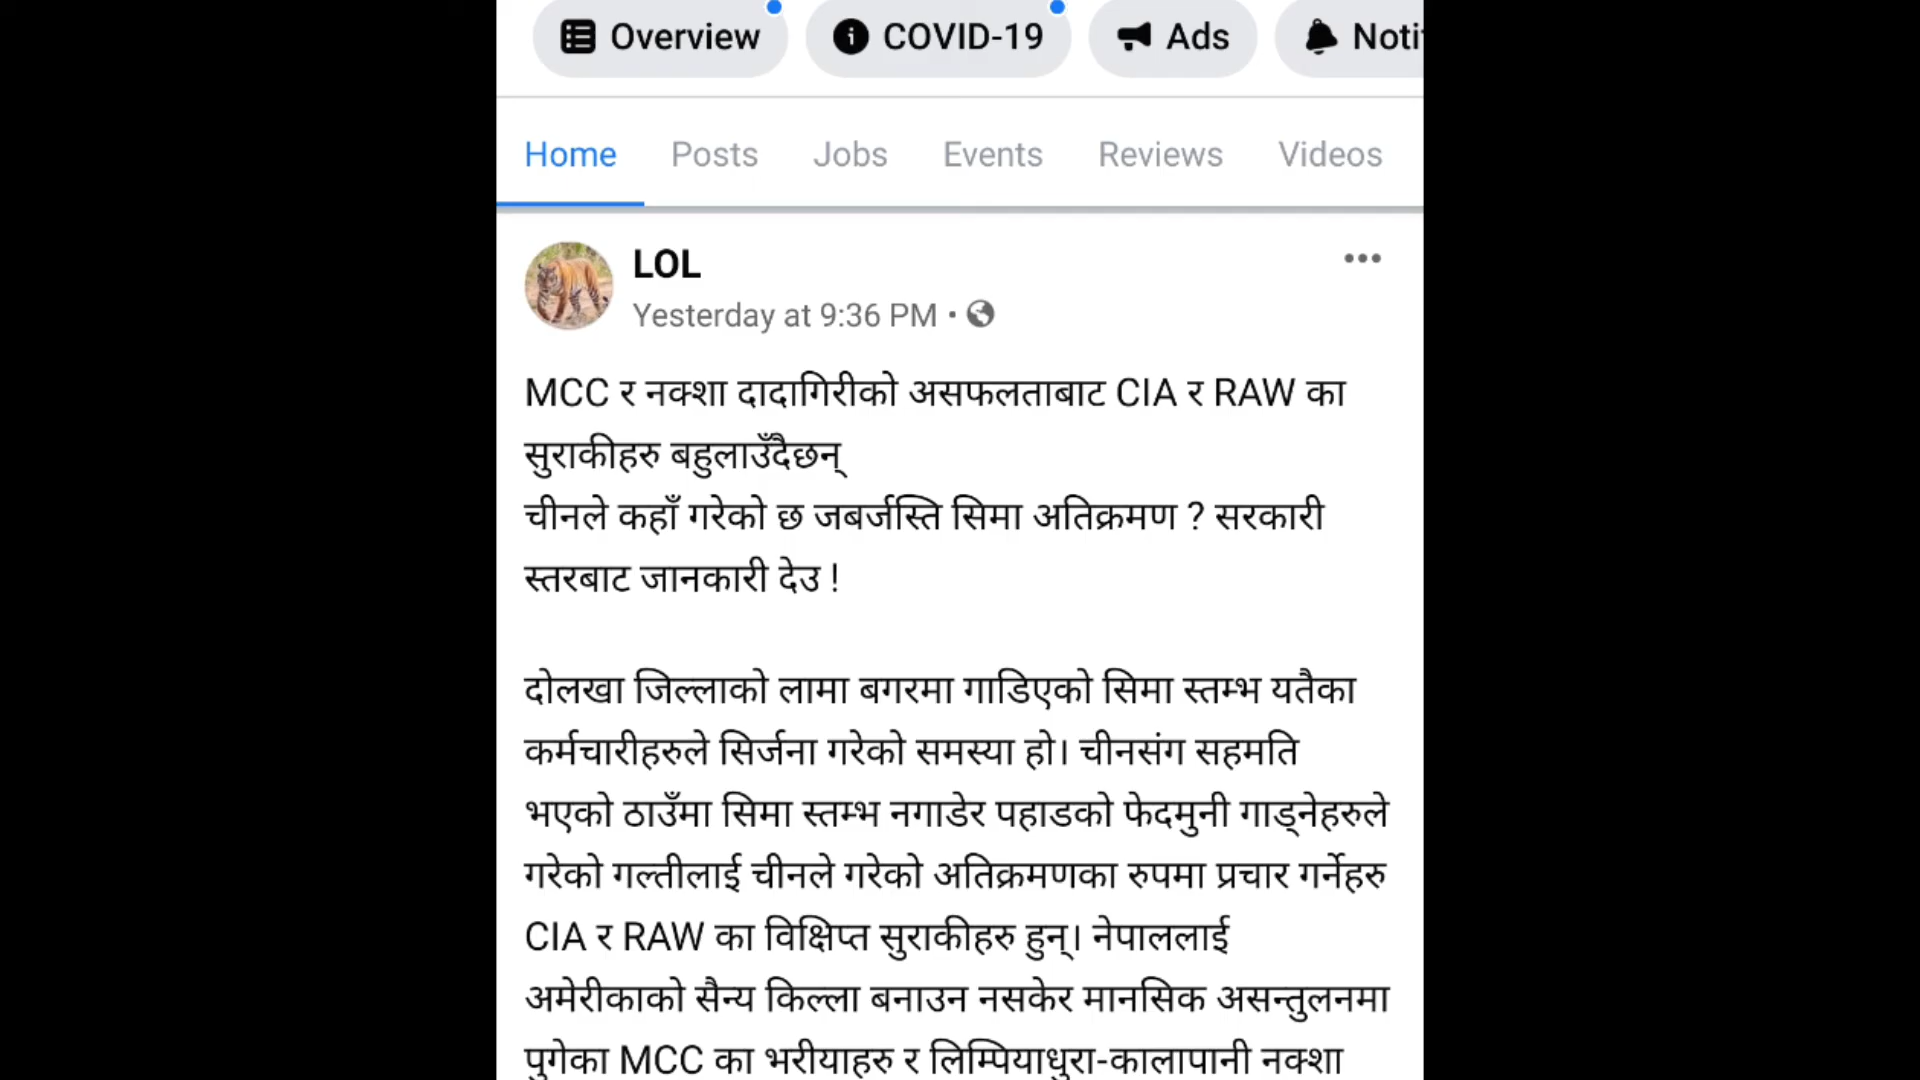 Overview COVID-19 Ads Noti
Home Posts Jobs Events Reviews Videos
LOL
Yesterday at 9:36 PM •
MCC र नक्शा दादागिरीको असफलताबाट CIA र RAW का
सुराकीहरु बहुलाउँदैछन्
चीनले कहाँ गरेको छ जबर्जस्ति सिमा अतिक्रमण ? सरकारी
स्तरबाट जानकारी देउ !
दोलखा जिल्लाको लामा बगरमा गाडिएको सिमा स्तम्भ यतैका
कर्मचारीहरुले सिर्जना गरेको समस्या हो। चीनसंग सहमति
भएको ठाउँमा सिमा स्तम्भ नगाडेर पहाडको फेदमुनी गाड्नेहरुले
गरेको गल्तीलाई चीनले गरेको अतिक्रमणका रुपमा प्रचार गर्नेहरु
CIA र RAW का विक्षिप्त सुराकीहरु हुन्। नेपाललाई
अमेरीकाको सैन्य किल्ला बनाउन नसकेर मानसिक असन्तुलनमा
पुगेका MCC का भरीयाहरु र लिम्पियाधुरा-कालापानी नक्शा